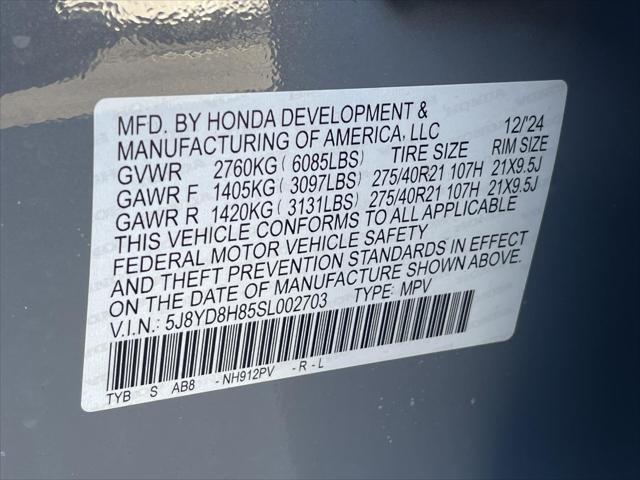 MFD. BY HONDA DEVELOPMENT &
MANUFACTURING OF AMERICA, LLC 12/'24
GVWR 2760KG ( 6085LBS) TIRE SIZE RIM SIZE
GAWR F 1405KG ( 3097LBS) 275/40R21 107H 21X9.5J
GAWR R 1420KG ( 3131LBS) 275/40R21 107H 21X9.5J
THIS VEHICLE CONFORMS TO ALL APPLICABLE
FEDERAL MOTOR VEHICLE SAFETY
AND THEFT PREVENTION STANDARDS IN EFFECT
ON THE DATE OF MANUFACTURE SHOWN ABOVE.
V.I.N.: 5J8YD8H85SL002703 TYPE: MPV
TYB S AB8 - NH912PV - R - L